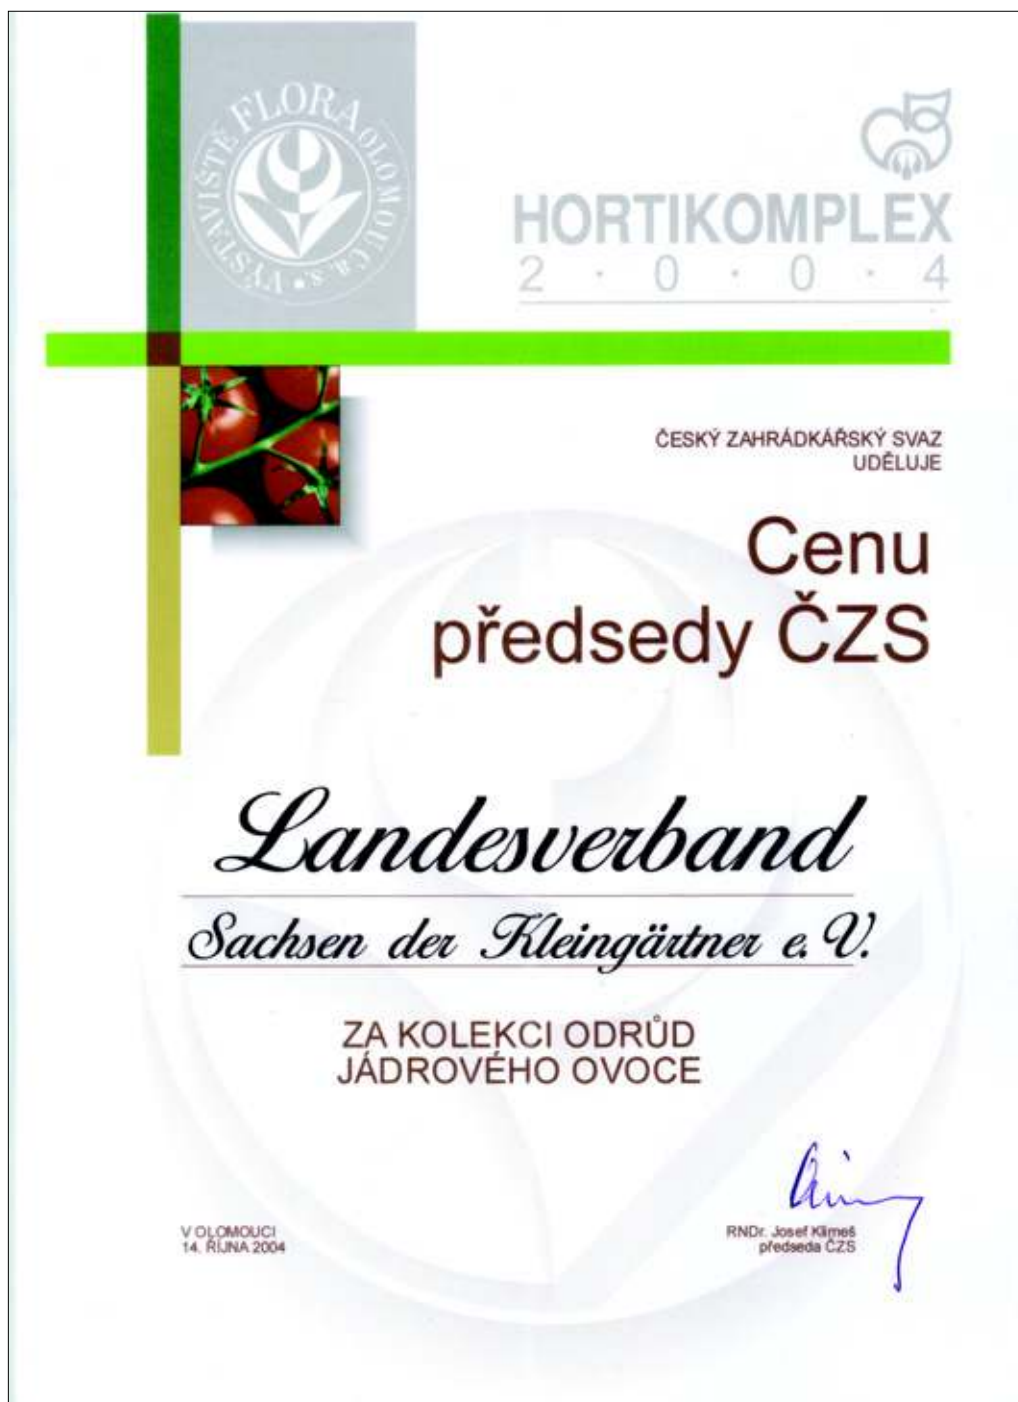 VÝSTAVIŠTĚ FLORA OLOMOUC a.s.
HORTIKOMPLEX
2 · 0 · 0 · 4
ČESKÝ ZAHRÁDKÁŘSKÝ SVAZ
UDĚLUJE
Cenu
předsedy ČZS
Landesverband
Sachsen der Kleingärtner e. V.
ZA KOLEKCI ODRŮD
JÁDROVÉHO OVOCE
V OLOMOUCI
14. ŘÍJNA 2004
RNDr. Josef Klimeš
předseda ČZS